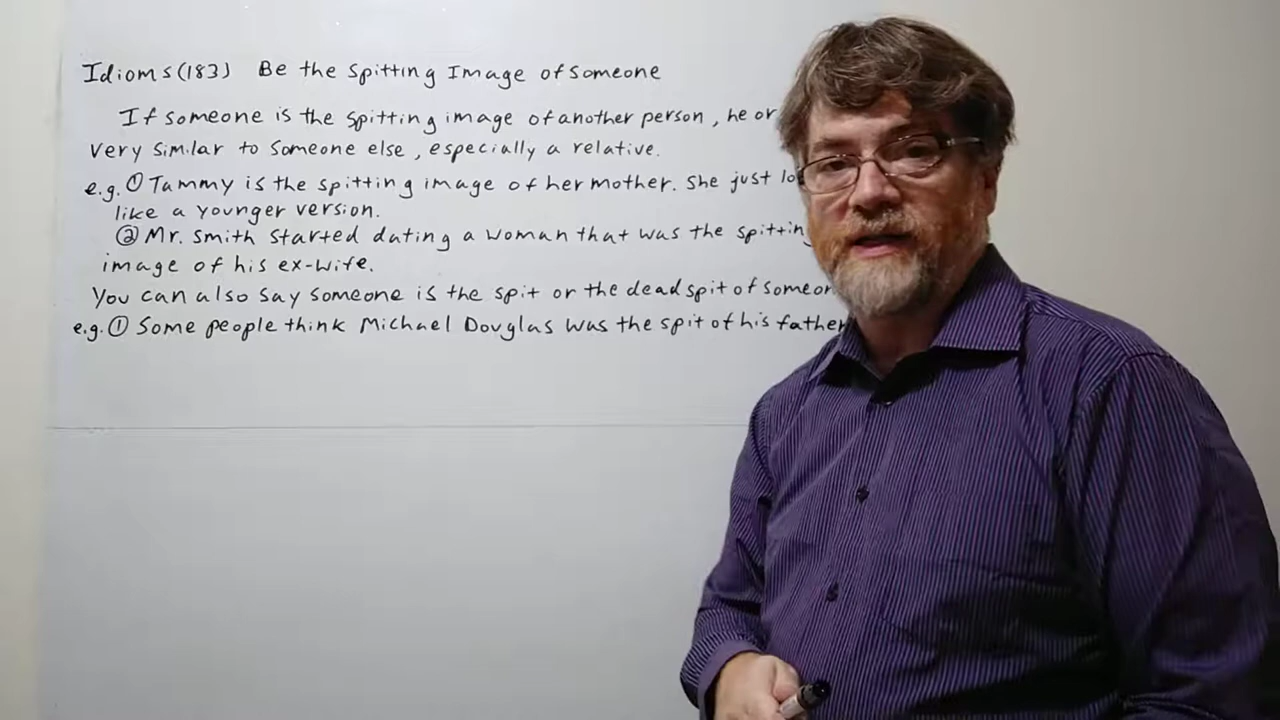 Idioms(183) Be the Spitting Image of Someone
If someone is the spitting image of another person, he or
very similar to someone else, especially a relative.
e.g. ① Tammy is the spitting image of her mother. She just
like a younger version.
② Mr. Smith started dating a woman that was the spitting
image of his ex-wife.
You can also say someone is the spit or the dead spit of
e.g. ① Some people think Michael Douglas was the spit of his father